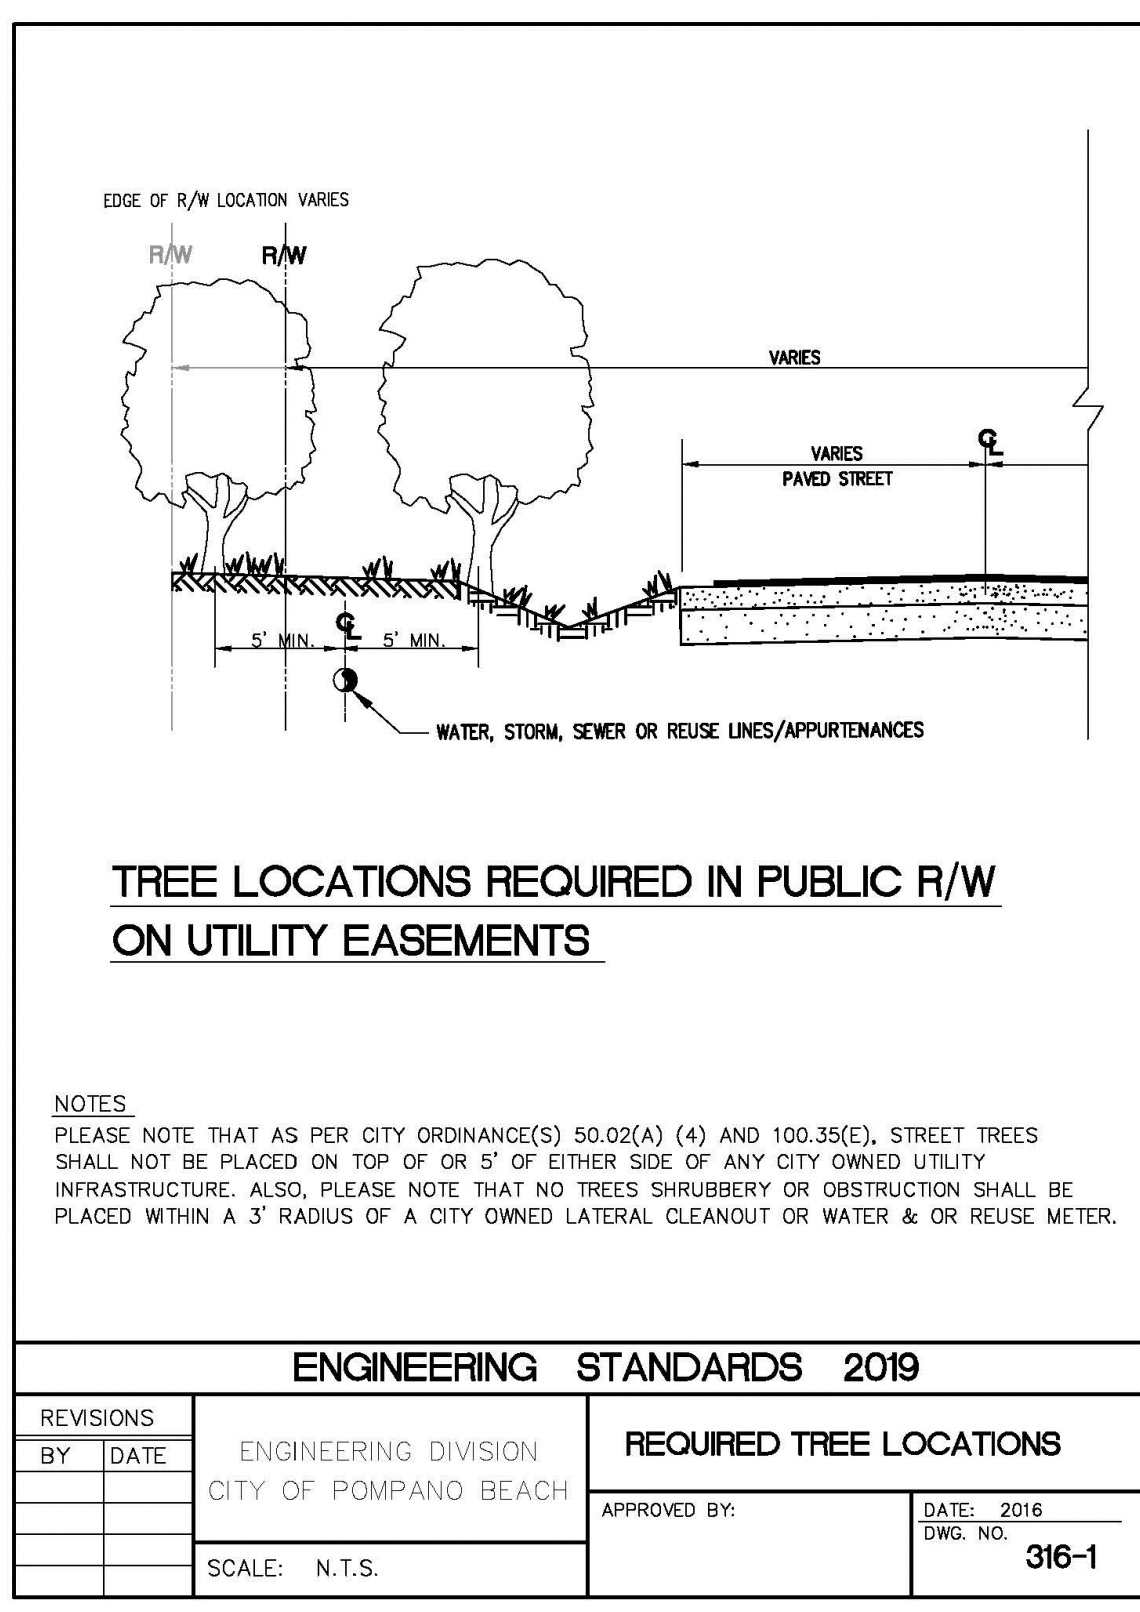 EDGE OF R/W LOCATION VARIES
R/W R/W
VARIES
CL
VARIES
PAVED STREET
CL
5' MIN. 5' MIN.
WATER, STORM, SEWER OR REUSE LINES/APPURTENANCES
TREE LOCATIONS REQUIRED IN PUBLIC R/W
ON UTILITY EASEMENTS
NOTES
PLEASE NOTE THAT AS PER CITY ORDINANCE(S) 50.02(A) (4) AND 100.35(E), STREET TREES
SHALL NOT BE PLACED ON TOP OF OR 5' OF EITHER SIDE OF ANY CITY OWNED UTILITY
INFRASTRUCTURE. ALSO, PLEASE NOTE THAT NO TREES SHRUBBERY OR OBSTRUCTION SHALL BE
PLACED WITHIN A 3' RADIUS OF A CITY OWNED LATERAL CLEANOUT OR WATER & OR REUSE METER.
ENGINEERING STANDARDS 2019
REVISIONS
BY DATE
ENGINEERING DIVISION
CITY OF POMPANO BEACH
SCALE: N.T.S.
REQUIRED TREE LOCATIONS
APPROVED BY:
DATE: 2016
DWG. NO.
316-1